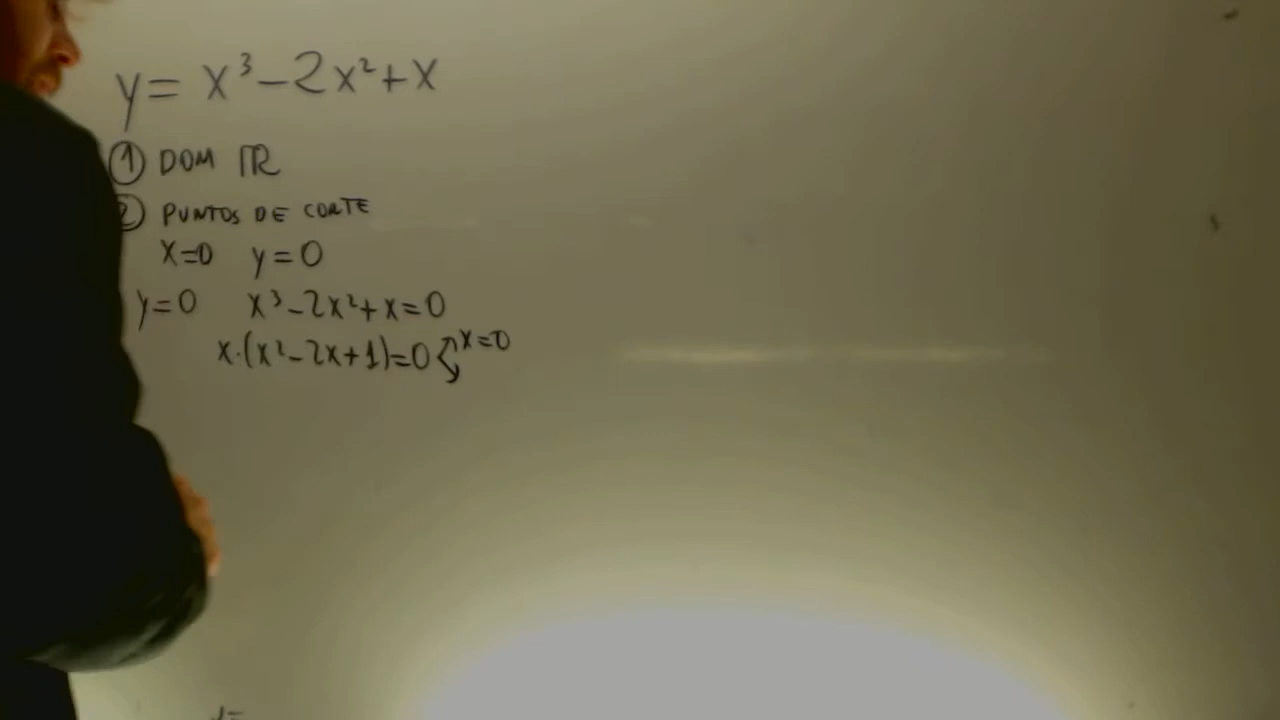 y = x³ - 2x² + x
① DOM ℝ
② PUNTOS DE CORTE
x=0 y=0
y=0 x³-2x²+x=0
x·(x²-2x+1)=0 x=0